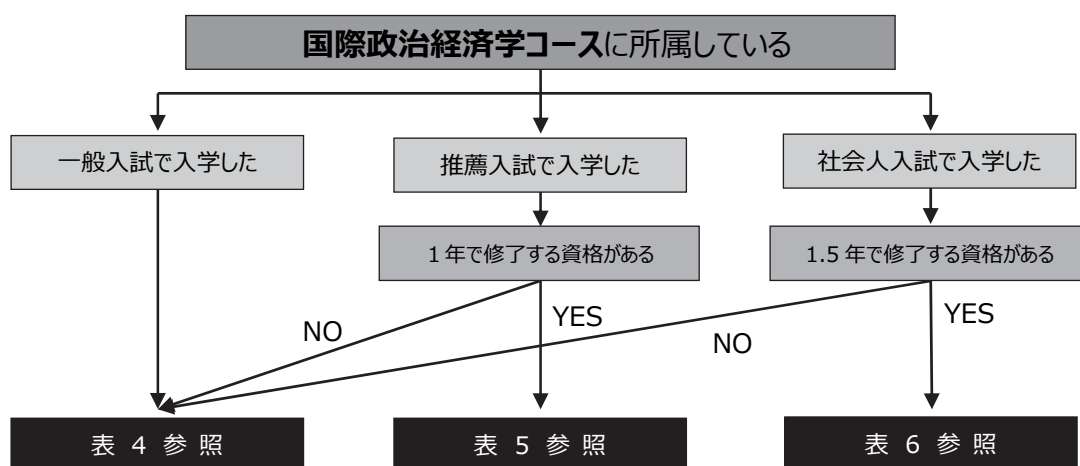 国際政治経済学コースに所属している
一般入試で入学した
推薦入試で入学した
社会人入試で入学した
1年で修了する資格がある
1.5年で修了する資格がある
NO
YES
NO
YES
表 4 参 照
表 5 参 照
表 6 参 照